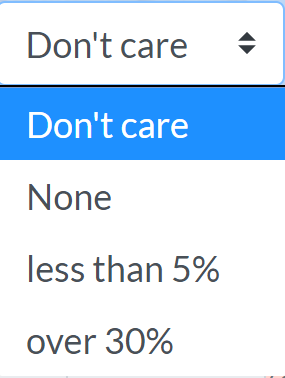 Don't care
Don't care
None
less than 5%
over 30%